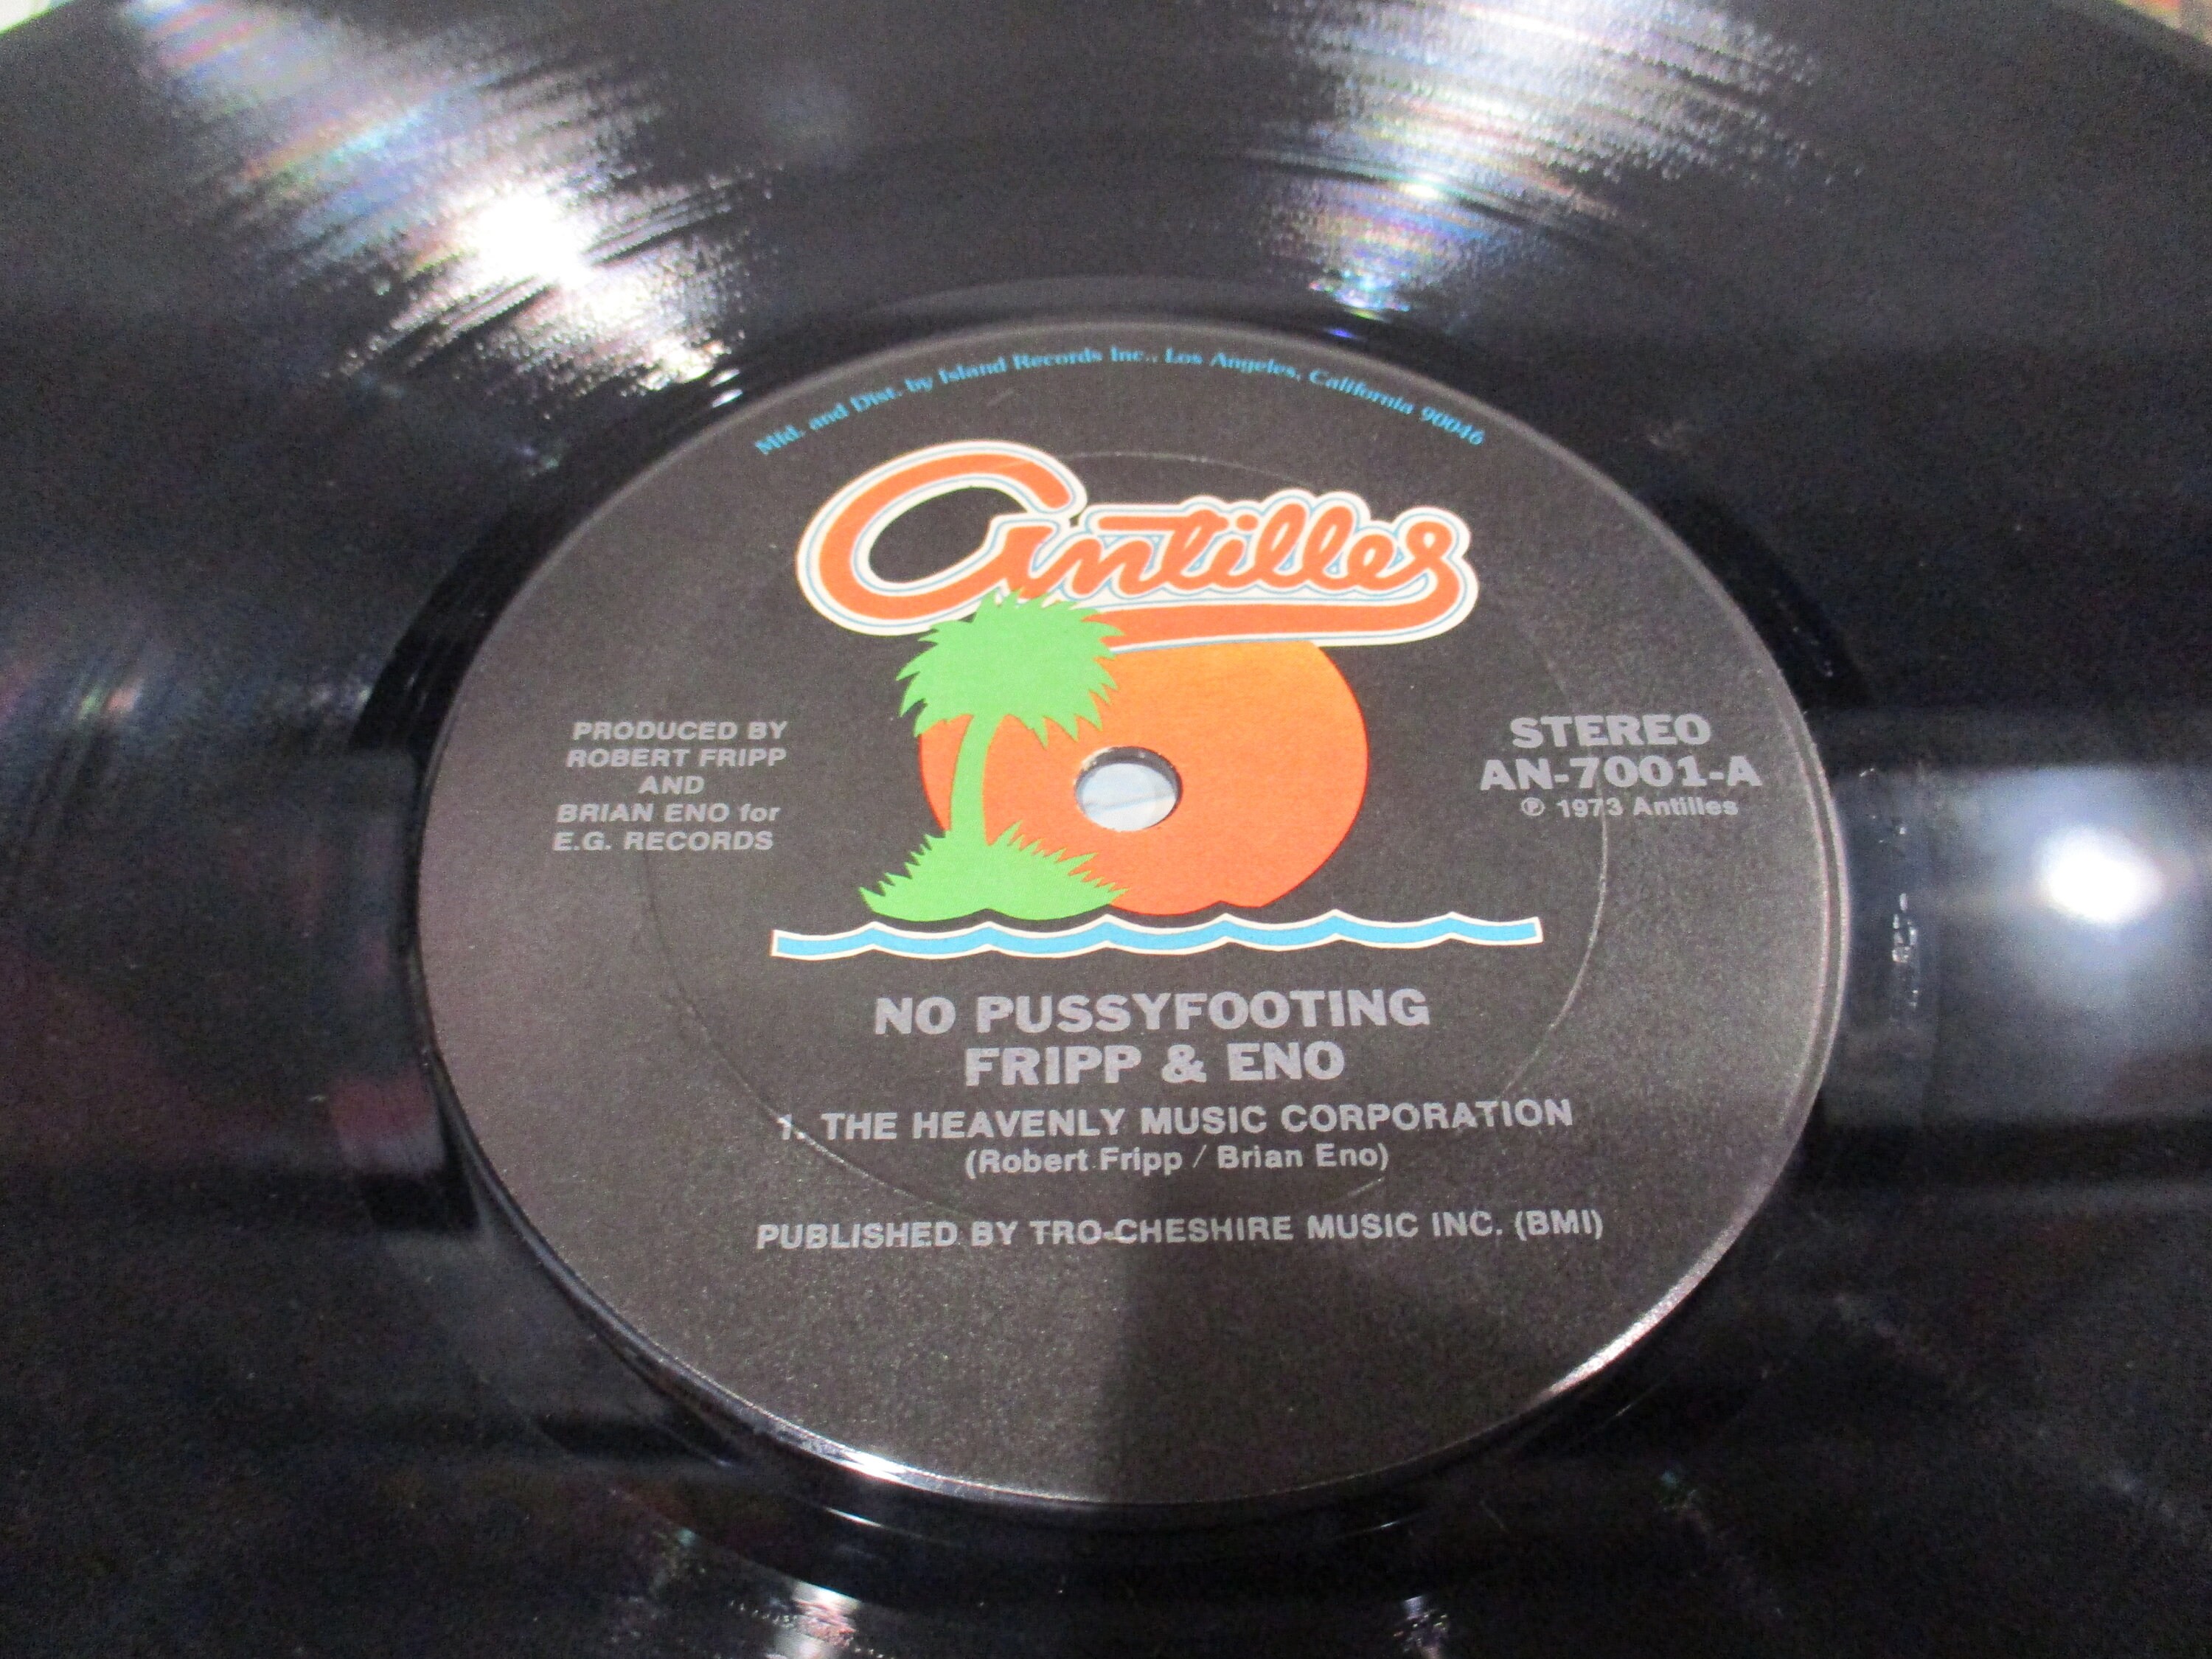 Mfd. and Dist. by Island Records Inc., Los Angeles, California 90046
Antilles
PRODUCED BY
ROBERT FRIPP
AND
BRIAN ENO for
E.G. RECORDS
STEREO
AN-7001-A
℗ 1973 Antilles
NO PUSSYFOOTING
FRIPP & ENO
1. THE HEAVENLY MUSIC CORPORATION
(Robert Fripp / Brian Eno)
PUBLISHED BY TRO-CHESHIRE MUSIC INC. (BMI)